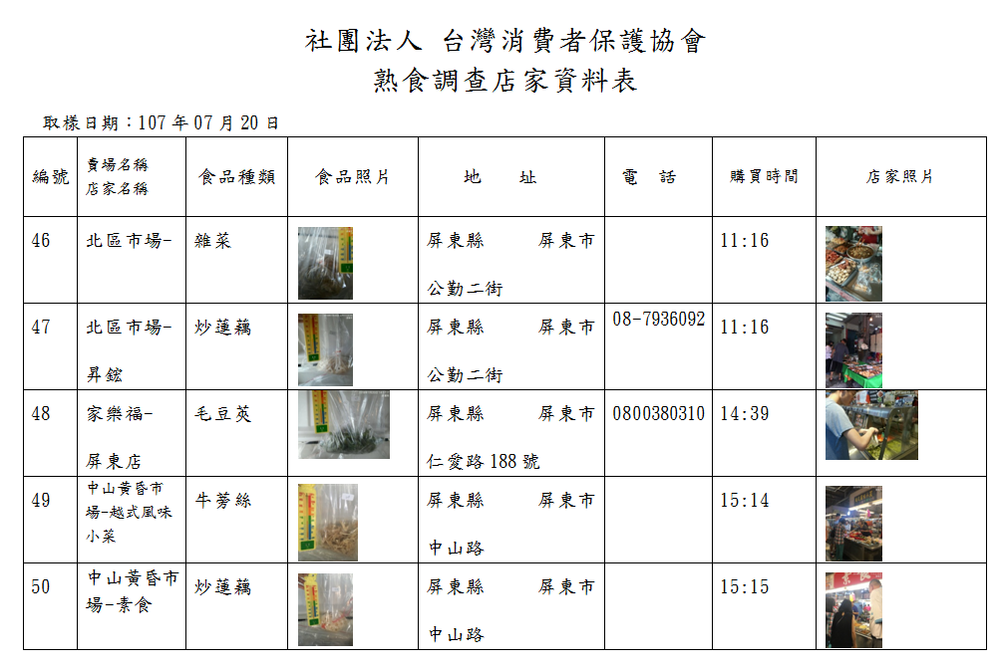 社團法人 台灣消費者保護協會
熟食調查店家資料表
取樣日期：107 年 07 月 20 日
編號 賣場名稱 店家名稱 食品種類 食品照片 地 址 電 話 購買時間 店家照片
46 北區市場- 雜菜 屏東縣 屏東市 11:16
公勤二街
47 北區市場- 炒蓮藕 屏東縣 屏東市 08-7936092 11:16
昇鋐 公勤二街
48 家樂福- 毛豆莢 屏東縣 屏東市 0800380310 14:39
屏東店 仁愛路 188 號
49 中山黃昏市 牛蒡絲 屏東縣 屏東市 15:14
場-越式風味
小菜 中山路
50 中山黃昏市 炒蓮藕 屏東縣 屏東市 15:15
場-素食
中山路